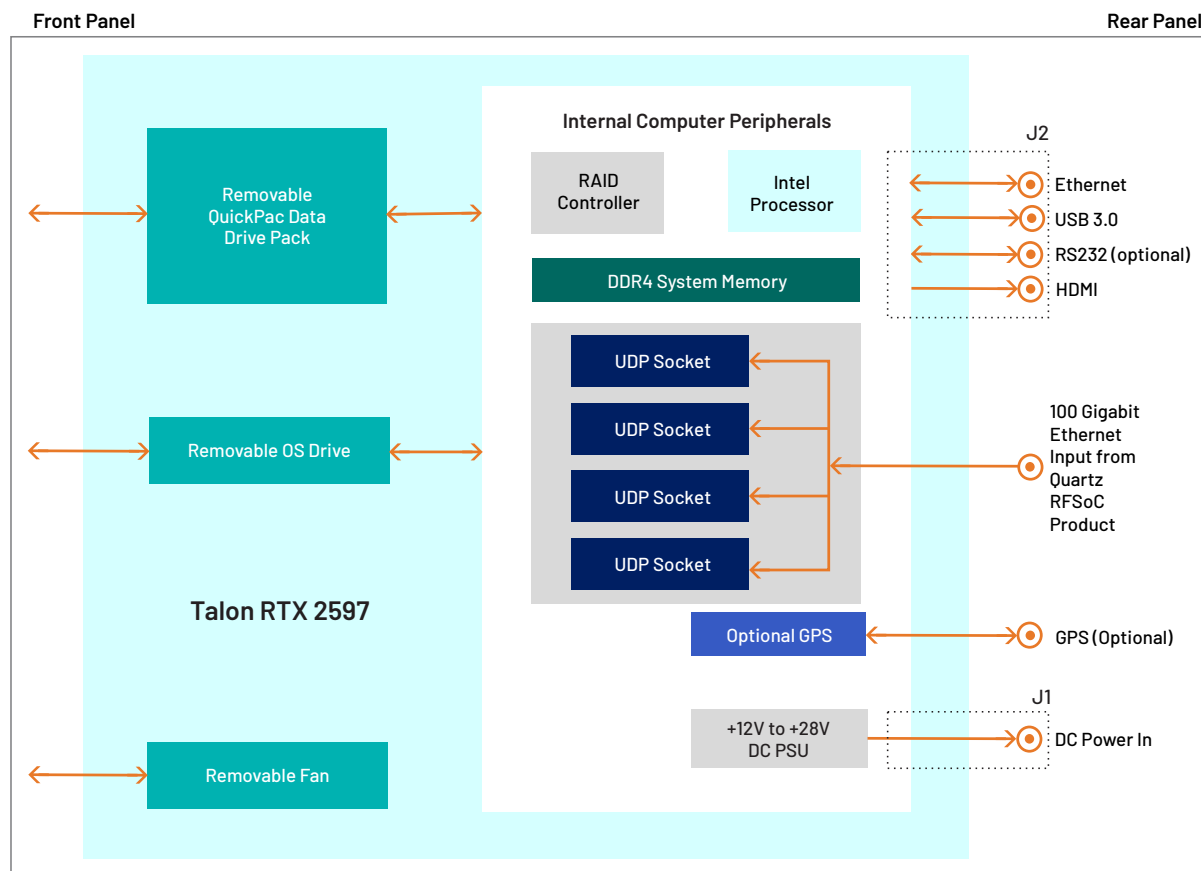 Front Panel
Rear Panel
Internal Computer Peripherals
J2
Removable
QuickPac Data
Drive Pack
RAID
Controller
Intel
Processor
Ethernet
USB 3.0
RS232 (optional)
HDMI
DDR4 System Memory
UDP Socket
UDP Socket
UDP Socket
UDP Socket
100 Gigabit
Ethernet
Input from
Quartz
RFSoC
Product
Removable OS Drive
Talon RTX 2597
Optional GPS
GPS (Optional)
J1
+12V to +28V
DC PSU
DC Power In
Removable Fan